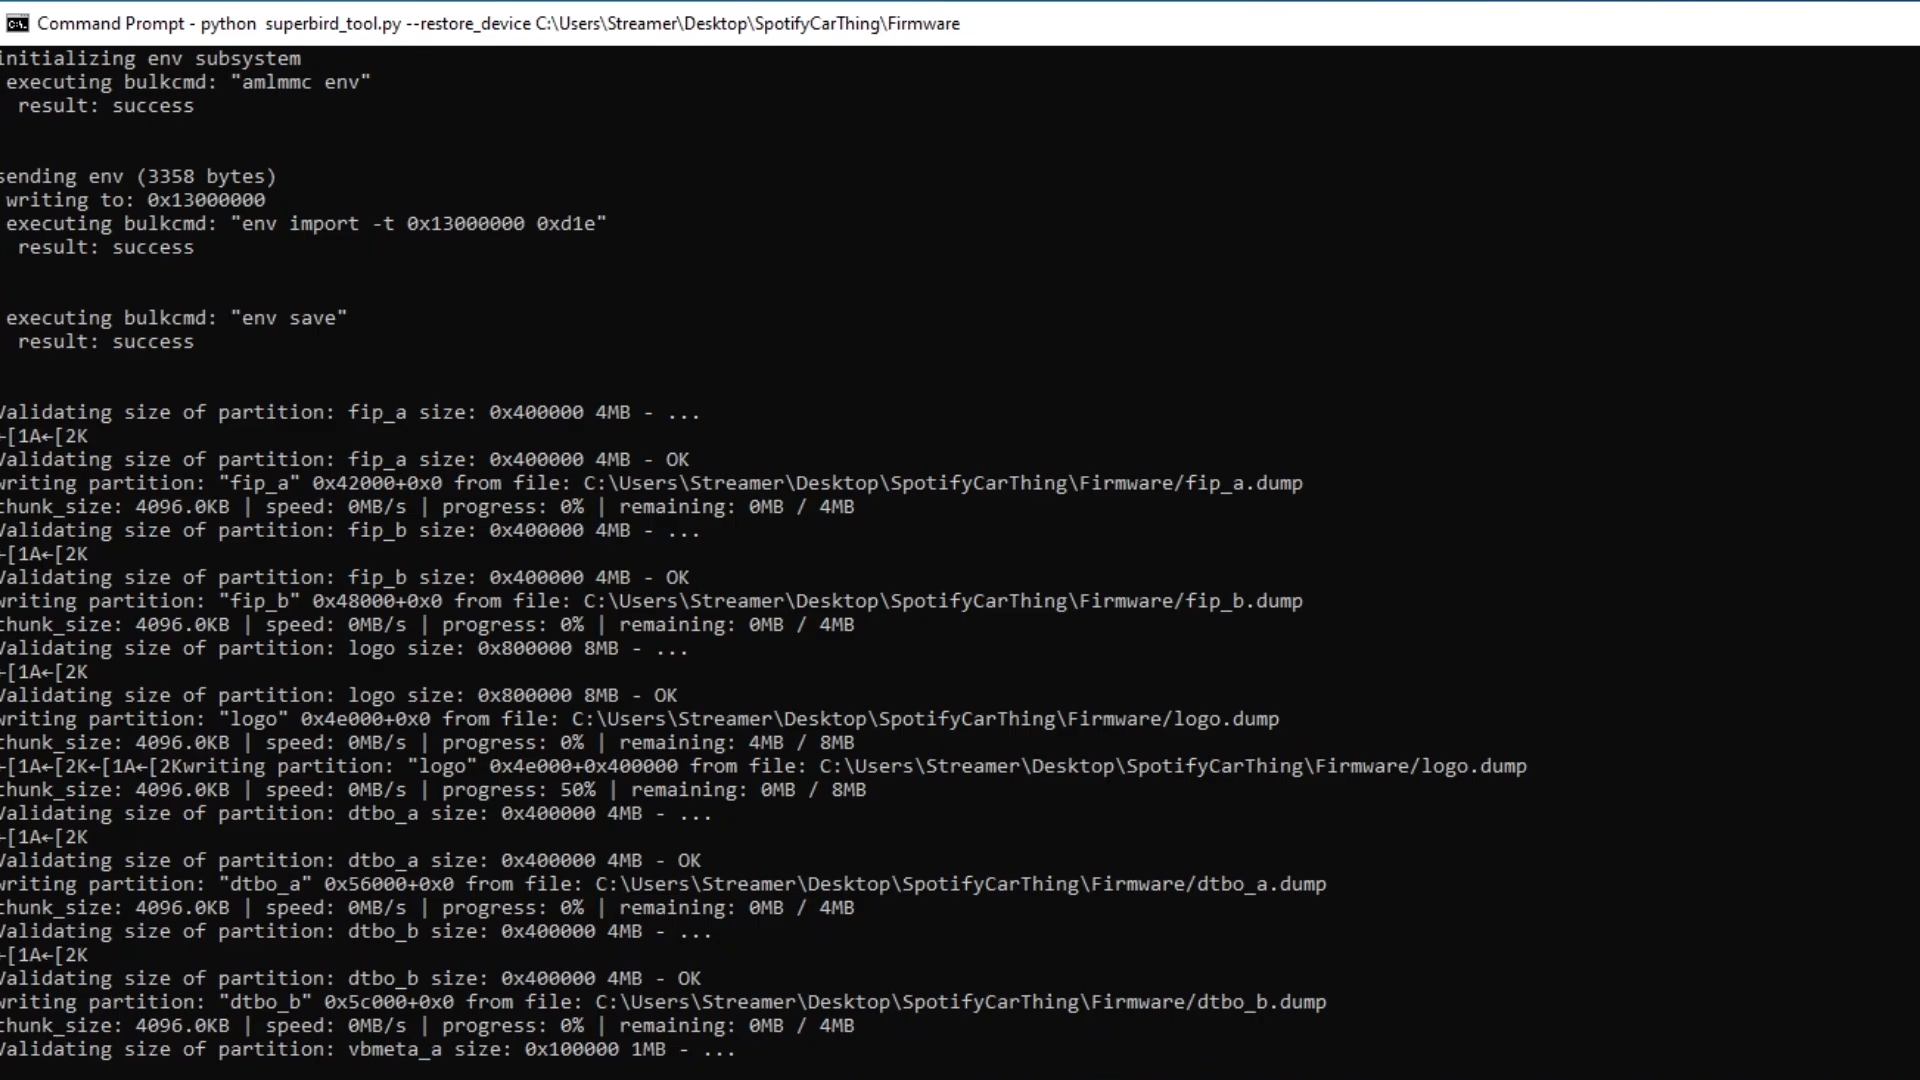 Command Prompt - python  superbird_tool.py --restore_device C:\Users\Streamer\Desktop\SpotifyCarThing\Firmware
initializing env subsystem
executing bulkcmd: "amlmmc env"
result: success
sending env (3358 bytes)
writing to: 0x13000000
executing bulkcmd: "env import -t 0x13000000 0xd1e"
result: success
executing bulkcmd: "env save"
result: success
Validating size of partition: fip_a size: 0x400000 4MB - ...
←[1A←[2K
Validating size of partition: fip_a size: 0x400000 4MB - OK
writing partition: "fip_a" 0x42000+0x0 from file: C:\Users\Streamer\Desktop\SpotifyCarThing\Firmware/fip_a.dump
chunk_size: 4096.0KB | speed: 0MB/s | progress: 0% | remaining: 0MB / 4MB
Validating size of partition: fip_b size: 0x400000 4MB - ...
←[1A←[2K
Validating size of partition: fip_b size: 0x400000 4MB - OK
writing partition: "fip_b" 0x48000+0x0 from file: C:\Users\Streamer\Desktop\SpotifyCarThing\Firmware/fip_b.dump
chunk_size: 4096.0KB | speed: 0MB/s | progress: 0% | remaining: 0MB / 4MB
Validating size of partition: logo size: 0x800000 8MB - ...
←[1A←[2K
Validating size of partition: logo size: 0x800000 8MB - OK
writing partition: "logo" 0x4e000+0x0 from file: C:\Users\Streamer\Desktop\SpotifyCarThing\Firmware/logo.dump
chunk_size: 4096.0KB | speed: 0MB/s | progress: 0% | remaining: 4MB / 8MB
←[1A←[2K←[1A←[2Kwriting partition: "logo" 0x4e000+0x400000 from file: C:\Users\Streamer\Desktop\SpotifyCarThing\Firmware/logo.dump
chunk_size: 4096.0KB | speed: 0MB/s | progress: 50% | remaining: 0MB / 8MB
Validating size of partition: dtbo_a size: 0x400000 4MB - ...
←[1A←[2K
Validating size of partition: dtbo_a size: 0x400000 4MB - OK
writing partition: "dtbo_a" 0x56000+0x0 from file: C:\Users\Streamer\Desktop\SpotifyCarThing\Firmware/dtbo_a.dump
chunk_size: 4096.0KB | speed: 0MB/s | progress: 0% | remaining: 0MB / 4MB
Validating size of partition: dtbo_b size: 0x400000 4MB - ...
←[1A←[2K
Validating size of partition: dtbo_b size: 0x400000 4MB - OK
writing partition: "dtbo_b" 0x5c000+0x0 from file: C:\Users\Streamer\Desktop\SpotifyCarThing\Firmware/dtbo_b.dump
chunk_size: 4096.0KB | speed: 0MB/s | progress: 0% | remaining: 0MB / 4MB
Validating size of partition: vbmeta_a size: 0x100000 1MB - ...